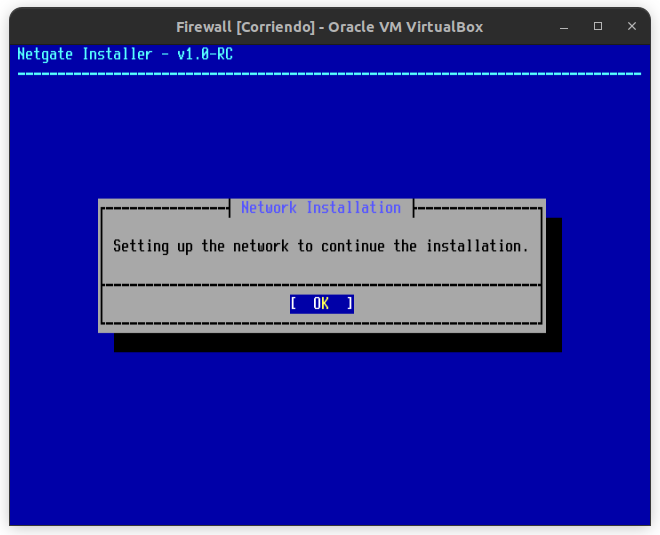 Firewall [Corriendo] - Oracle VM VirtualBox
Netgate Installer - v1.0-RC
Network Installation
Setting up the network to continue the installation.
[ OK ]